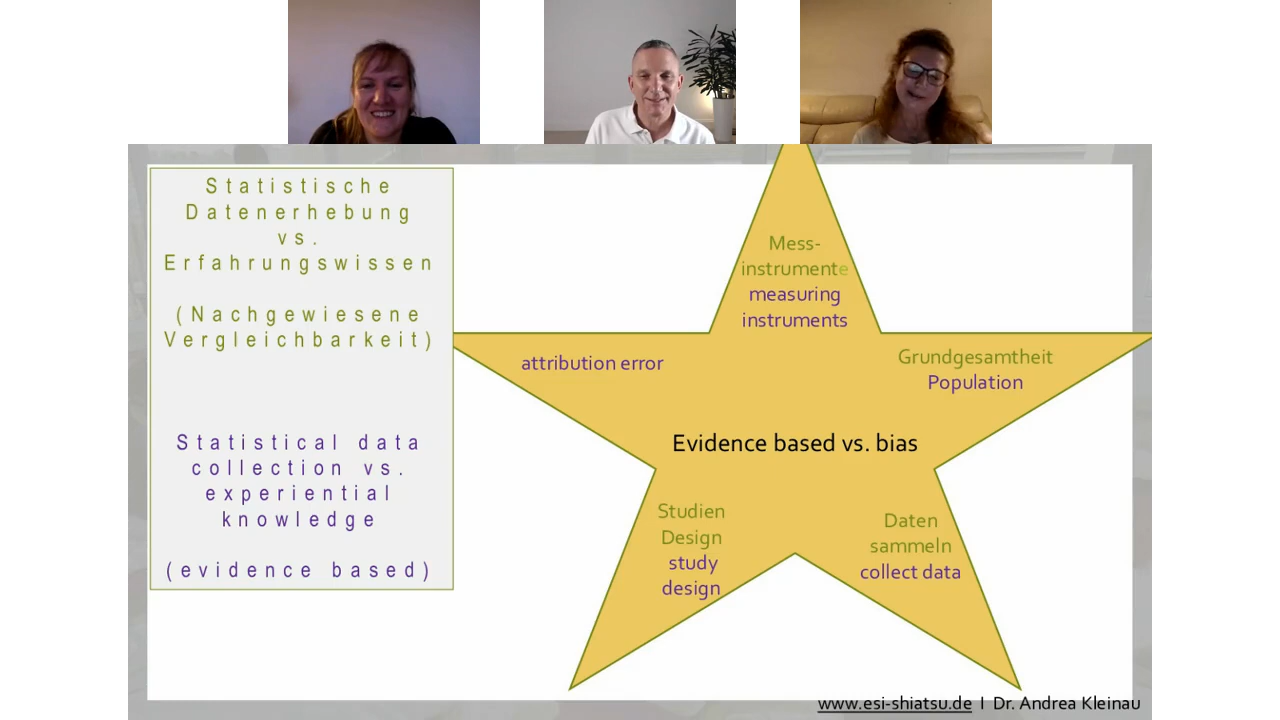 Statistische
Datenerhebung
vs.
Erfahrungswissen
(Nachgewiesene
Vergleichbarkeit)
Statistical data
collection vs.
experiential
knowledge
(evidence based)
Mess-
instrumente
measuring
instruments
attribution error
Grundgesamtheit
Population
Evidence based vs. bias
Studien
Design
study
design
Daten
sammeln
collect data
www.esi-shiatsu.de I Dr. Andrea Kleinau